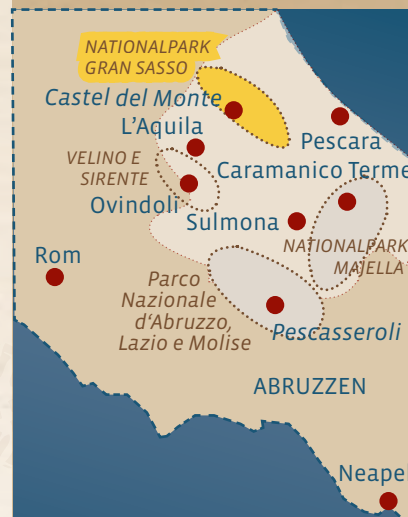 NATIONALPARK
GRAN SASSO
Castel del Monte
L'Aquila
Pescara
VELINO E
SIRENTE
Caramanico Terme
Ovindoli
Sulmona
NATIONALPARK
MAJELLA
Rom
Parco
Nazionale
d‘Abruzzo,
Lazio e Molise
Pescasseroli
ABRUZZEN
Neapel